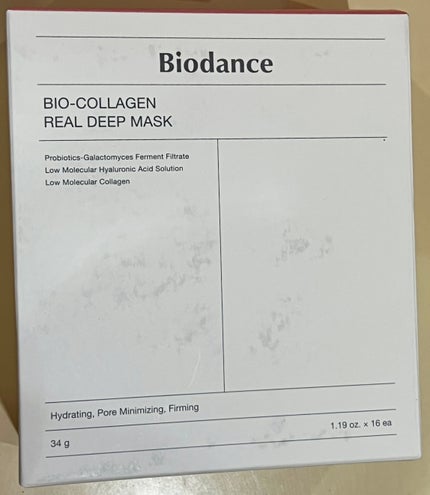 Biodance
BIO-COLLAGEN
REAL DEEP MASK
Probiotics-Galactomyces Ferment Filtrate
Low Molecular Hyaluronic Acid Solution
Low Molecular Collagen
Hydrating, Pore Minimizing, Firming
34 g
1.19 oz. x 16 ea